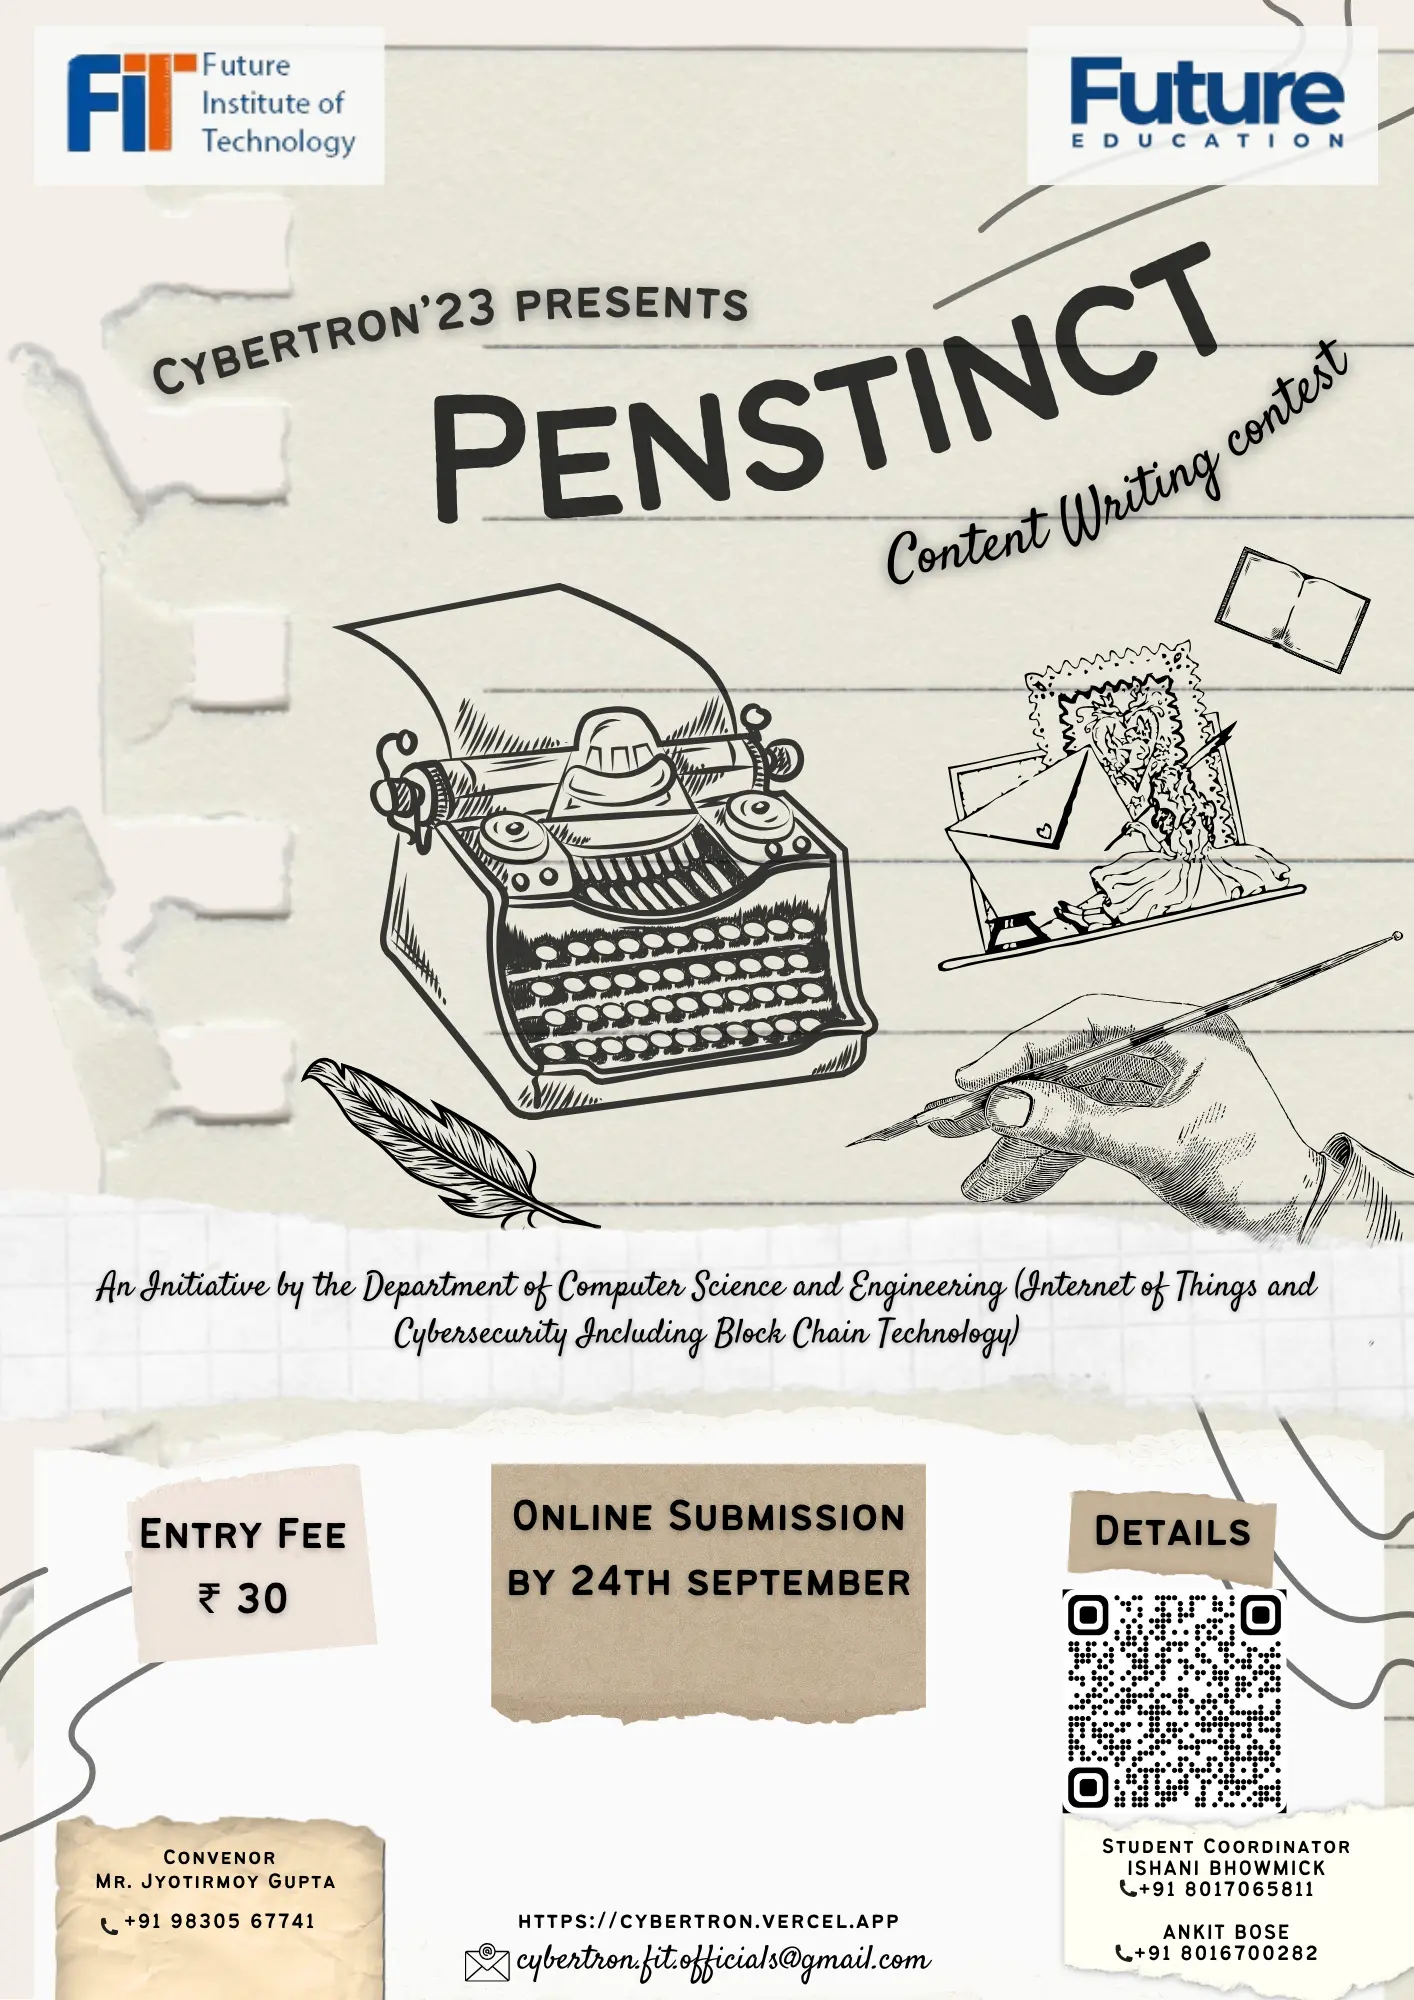 FiT Future
Institute of
Technology
Future
EDUCATION
CYBERTRON'23 PRESENTS
PENSTINCT
Content Writing contest
An Initiative by the Department of Computer Science and Engineering (Internet of Things and
Cybersecurity Including Block Chain Technology)
ENTRY FEE
₹ 30
ONLINE SUBMISSION
BY 24TH SEPTEMBER
DETAILS
CONVENOR
MR. JYOTIRMOY GUPTA
+91 98305 67741
HTTPS://CYBERTRON.VERCEL.APP
cybertron.fit.officials@gmail.com
STUDENT COORDINATOR
ISHANI BHOWMICK
+91 8017065811
ANKIT BOSE
+91 8016700282